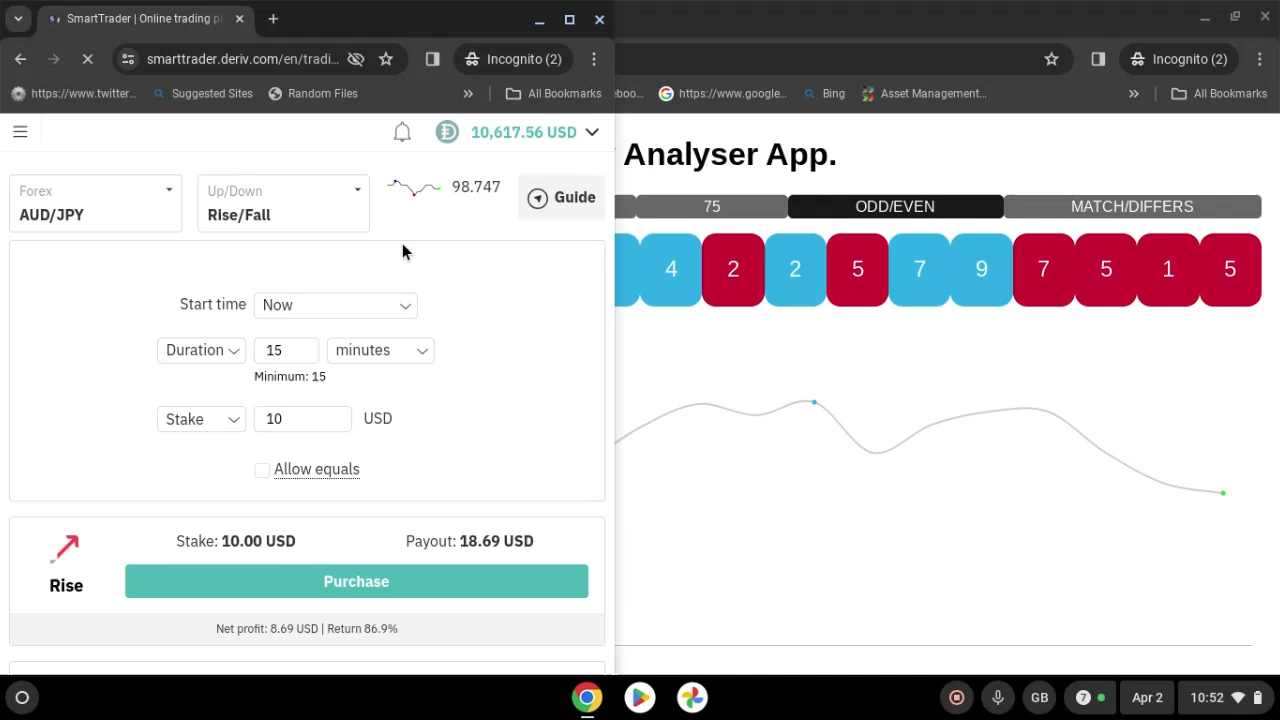 SmartTrader | Online trading pl
smarttrader.deriv.com/en/tradi...
Incognito (2)
Incognito (2)
https://www.twitter...
Suggested Sites
Random Files
»
All Bookmarks
eboo...
https://www.google...
Bing
Asset Management...
»
All Bookmarks
10,617.56 USD
Analyser App.
Forex
AUD/JPY
Up/Down
Rise/Fall
98.747
Guide
75
ODD/EVEN
MATCH/DIFFERS
4 2 2 5 7 9 7 5 1 5
Start time Now
Duration 15 minutes
Minimum: 15
Stake 10 USD
Allow equals
Rise
Stake: 10.00 USD
Payout: 18.69 USD
Purchase
Net profit: 8.69 USD | Return 86.9%
GB
7
Apr 2
10:52